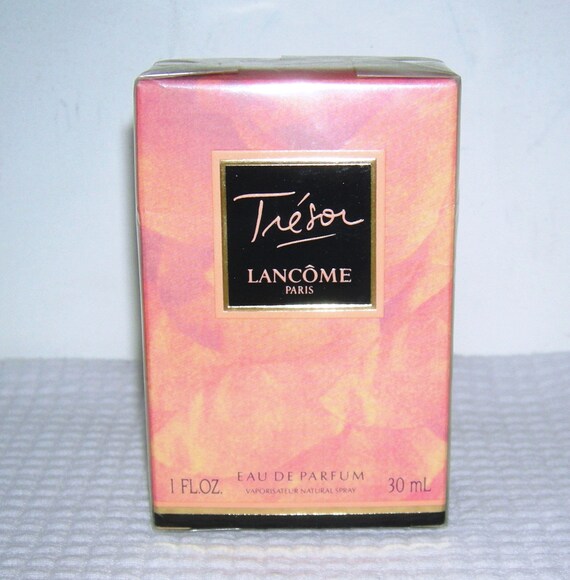 Trésor
LANCÔME
PARIS
EAU DE PARFUM
1 FL.OZ. VAPORISATEUR NATURAL SPRAY 30 mL